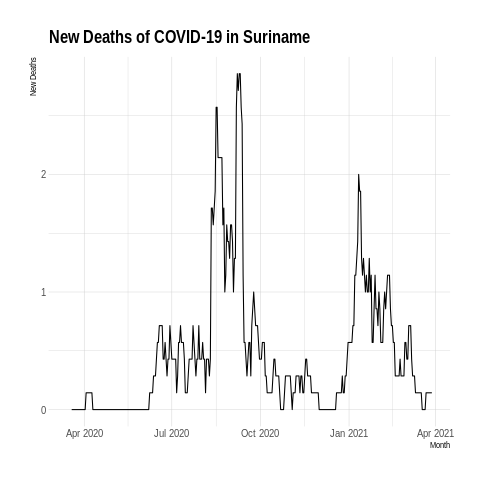 New Deaths of COVID-19 in Suriname
New Deaths
2
1
0
Apr 2020 Jul 2020 Oct 2020 Jan 2021 Apr 2021
Month